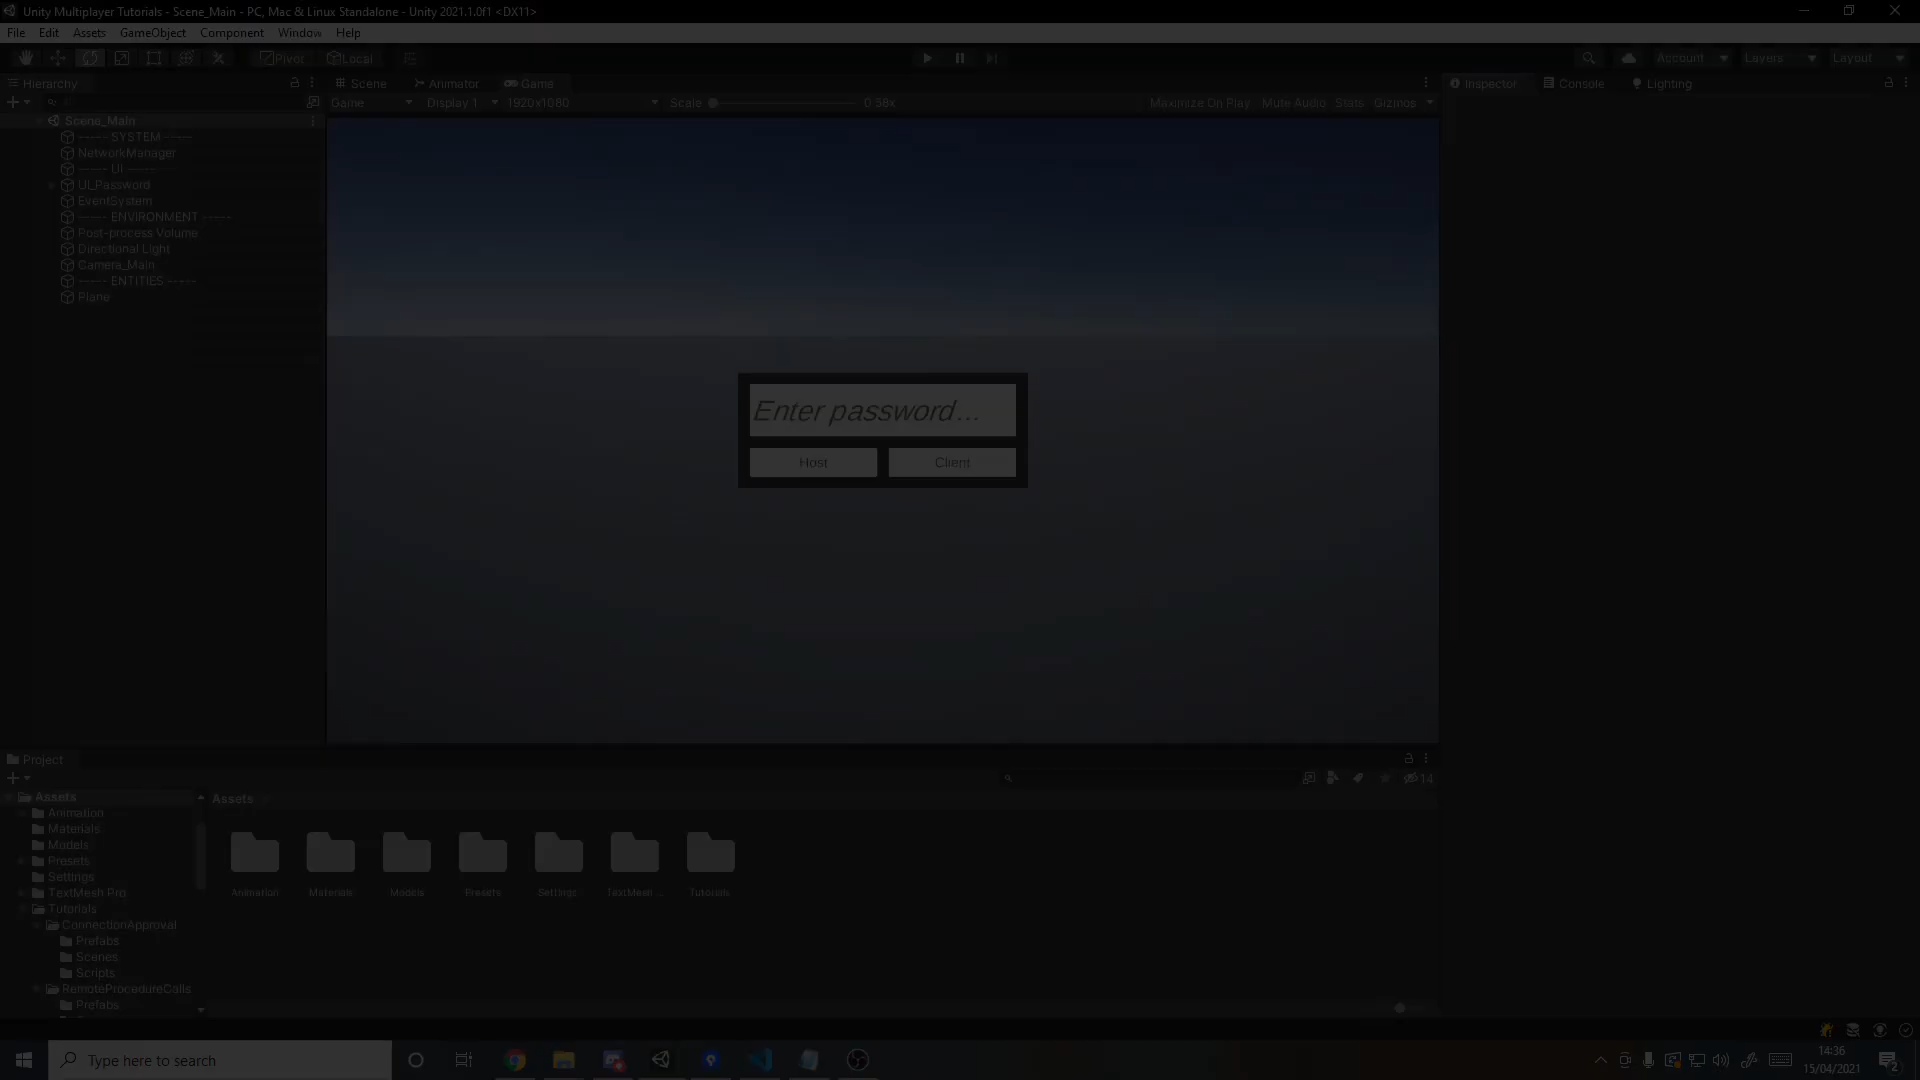 Unity Multiplayer Tutorials - Scene_Main - PC, Mac & Linux Standalone - Unity 2021.1.0f1 <DX11>
File Edit Assets GameObject Component Window Help
Pivot Local Account Layers Layout
Hierarchy Scene Animator Game Inspector Console Lighting
Game Display 1 1920x1080 Scale 0.58x Maximize On Play Mute Audio Stats Gizmos
Scene_Main
------ SYSTEM ------
NetworkManager
------ UI ------
UI_Password
EventSystem
------ ENVIRONMENT ------
Post-process Volume
Directional Light
Camera_Main
------ ENTITIES ------
Plane
Enter password...
Host Client
Project
14
Assets
Animation
Materials
Models
Presets
Settings
TextMesh Pro
Tutorials
ConnectionApproval
Prefabs
Scenes
Scripts
RemoteProcedureCalls
Prefabs
Assets
Animation Materials Models Presets Settings TextMesh ... Tutorials
Type here to search
14:36
15/04/2021
2